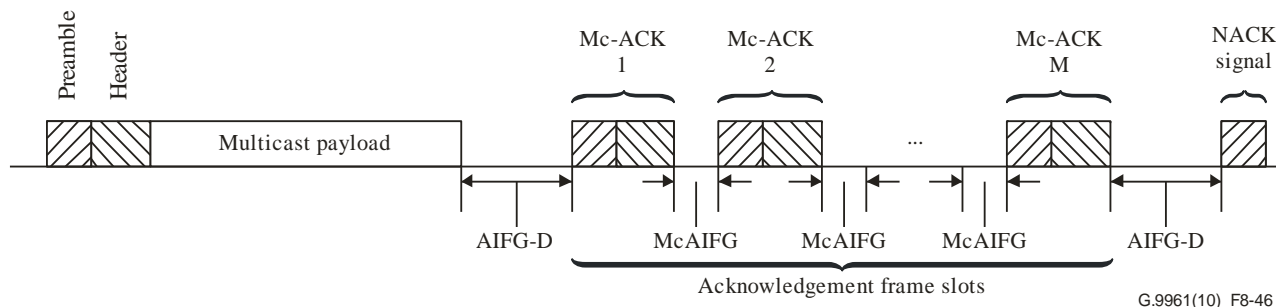 Preamble
Header
Mc-ACK
1
Mc-ACK
2
Mc-ACK
M
NACK
signal
Multicast payload
...
AIFG-D
McAIFG
McAIFG
McAIFG
AIFG-D
Acknowledgement frame slots
G.9961(10)_F8-46